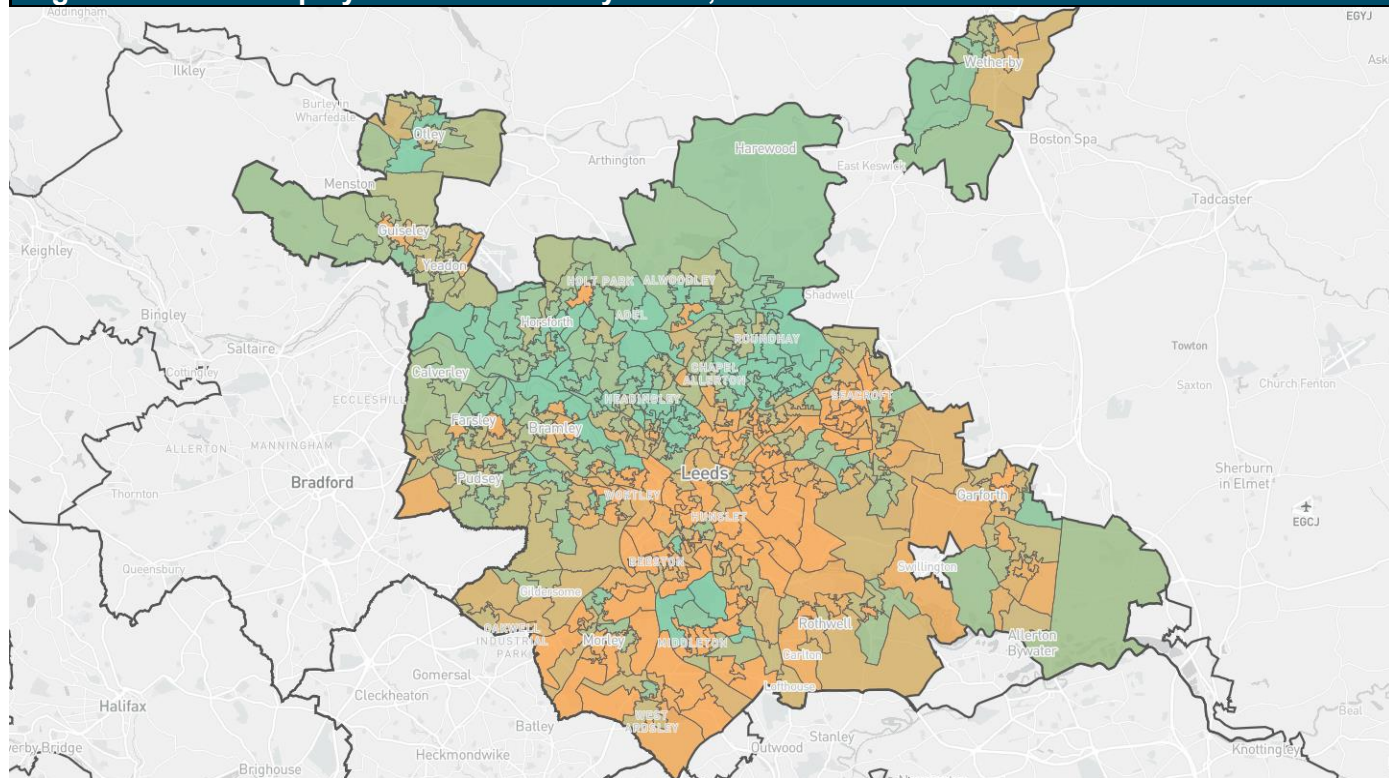 Addingham
EGYJ
Ilkley
Wetherby
Burley in
Wharfedale
Otley
Boston Spa
Arthington
Harewood
East Keswick
Menston
Tadcaster
Keighley
Guiseley
Yeadon
HOLT PARK
ALWOODLEY
Shadwell
Bingley
Horsforth
ADEL
ROUNDHAY
Towton
Saltaire
Cottingley
Calverley
CHAPEL
ALLERTON
Saxton
Church Fenton
ECCLESHILL
HEADINGLEY
SEACROFT
Farsley
Bramley
ALLERTON
MANNINGHAM
Leeds
Sherburn
in Elmet
Thornton
Bradford
Pudsey
WORTLEY
Garforth
HUNSLET
EGCJ
Queensbury
BEESTON
Swillington
Gildersome
OAKWELL
INDUSTRIAL
PARK
Morley
MIDDLETON
Rothwell
Allerton
Bywater
Carlton
Gomersal
Lofthouse
Cleckheaton
Halifax
Batley
WEST
ARDSLEY
Stanley
Outwood
Beal
Heckmondwike
Knottingley
Brighouse